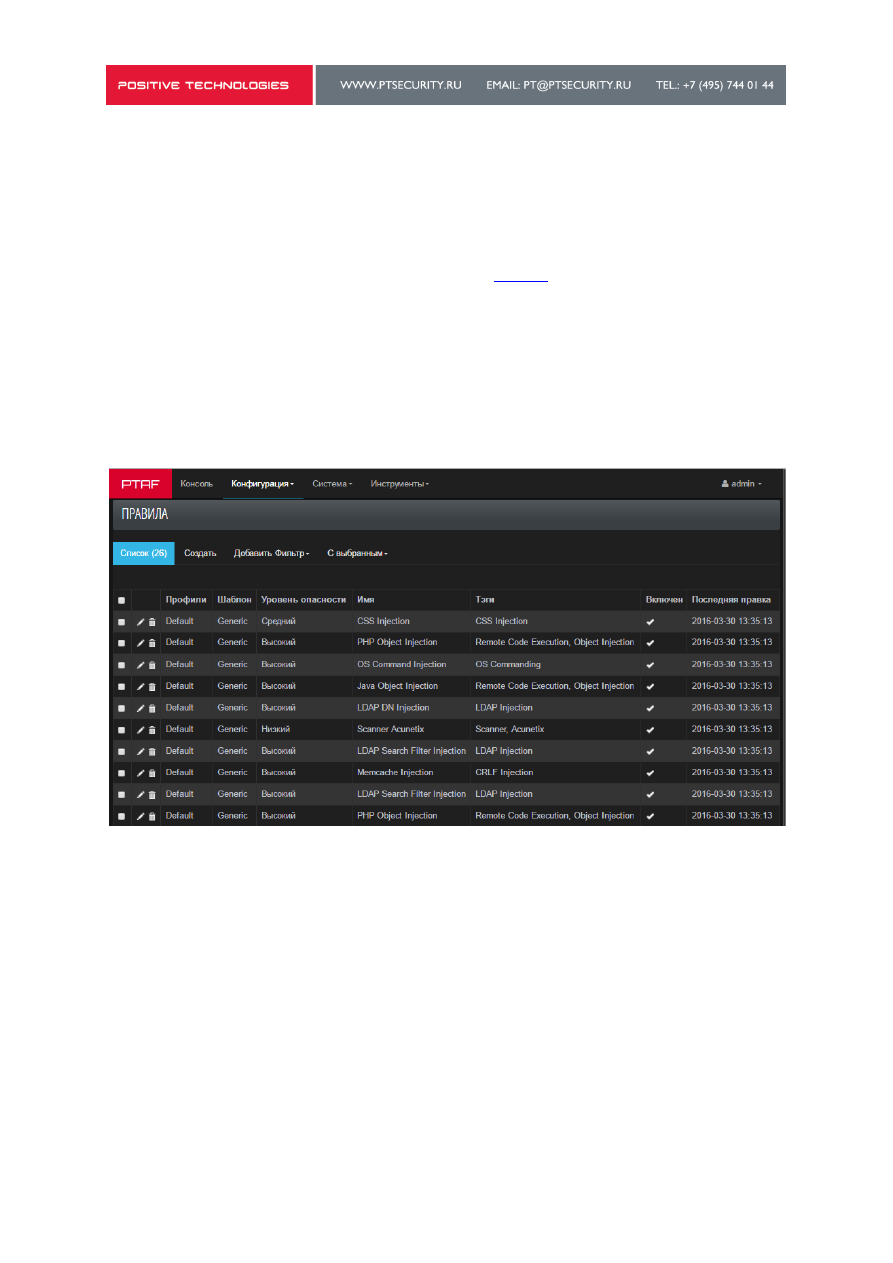 POSITIVE TECHNOLOGIES WWW.PTSECURITY.RU EMAIL: PT@PTSECURITY.RU TEL.: +7 (495) 744 01 44
PTAF Консоль Конфигурация Система Инструменты admin
ПРАВИЛА
Список (26) Создать Добавить Фильтр С выбранным
Профили Шаблон Уровень опасности Имя Тэги Включен Последняя правка
Default Generic Средний CSS Injection CSS Injection 2016-03-30 13:35:13
Default Generic Высокий PHP Object Injection Remote Code Execution, Object Injection 2016-03-30 13:35:13
Default Generic Высокий OS Command Injection OS Commanding 2016-03-30 13:35:13
Default Generic Высокий Java Object Injection Remote Code Execution, Object Injection 2016-03-30 13:35:13
Default Generic Высокий LDAP DN Injection LDAP Injection 2016-03-30 13:35:13
Default Generic Низкий Scanner Acunetix Scanner, Acunetix 2016-03-30 13:35:13
Default Generic Высокий LDAP Search Filter Injection LDAP Injection 2016-03-30 13:35:13
Default Generic Высокий Memcache Injection CRLF Injection 2016-03-30 13:35:13
Default Generic Высокий LDAP Search Filter Injection LDAP Injection 2016-03-30 13:35:13
Default Generic Высокий PHP Object Injection Remote Code Execution, Object Injection 2016-03-30 13:35:13